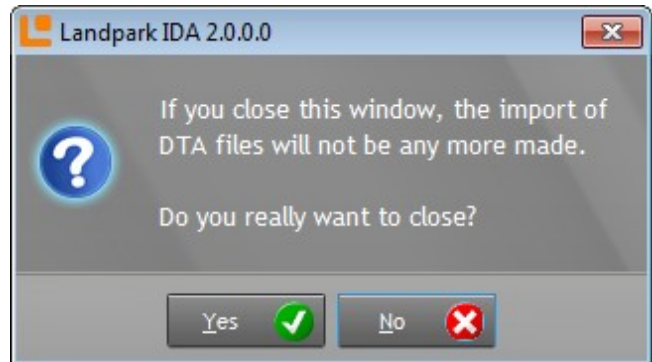 Landpark IDA 2.0.0.0
If you close this window, the import of
DTA files will not be any more made.
Do you really want to close?
Yes
No